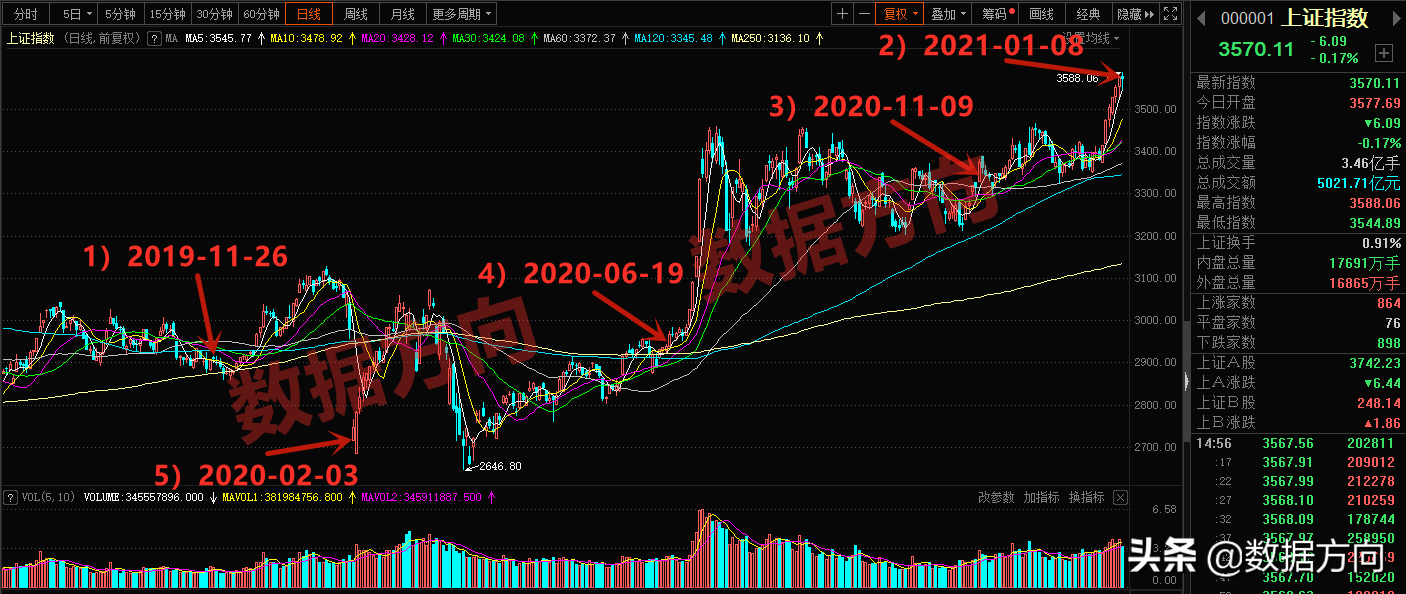 分时 5日 5分钟 15分钟 30分钟 60分钟 日线 周线 月线 更多周期
复权 叠加 筹码 画线 经典 隐藏
000001 上证指数
3570.11 -6.09
-0.17%
上证指数 (日线,前复权) ? MA MA5:3545.77 ↑ MA10:3478.92 ↑ MA20:3426.12 ↑ MA30:3424.08 ↑ MA60:3372.37 ↑ MA120:3345.48 ↑ MA250:3136.10 ↑
均线
2) 2021-01-08
3588.06
3) 2020-11-09
1) 2019-11-26
4) 2020-06-19
5) 2020-02-03
2646.80
数据方向
数据方向
3500.00
3400.00
3300.00
3200.00
3100.00
3000.00
2900.00
2800.00
2700.00
? VOL(5,10) VOLUME:345557896.000 ↓ MAVOL1:381984756.800 ↑ MAVOL2:345911887.500 ↑
改参数 加指标 换指标
6.58
0.00
最新指数 3570.11
今日开盘 3577.69
指数涨跌 ▼6.09
指数涨幅 -0.17%
总成交量 3.46亿手
总成交额 5021.71亿元
最高指数 3588.06
最低指数 3544.89
上证换手 0.91%
内盘总量 17691万手
外盘总量 16865万手
上涨家数 864
平盘家数 76
下跌家数 898
上证A股 3742.23
上A涨跌 ▼6.44
上证B股 248.14
上B涨跌 ▲1.86
14:56 3567.56 202811
:17 3567.91 209012
:22 3567.99 212278
:27 3568.10 210259
:32 3568.09 178744
:37 3567.97 258950
3567.70 152020
头条 @数据方向